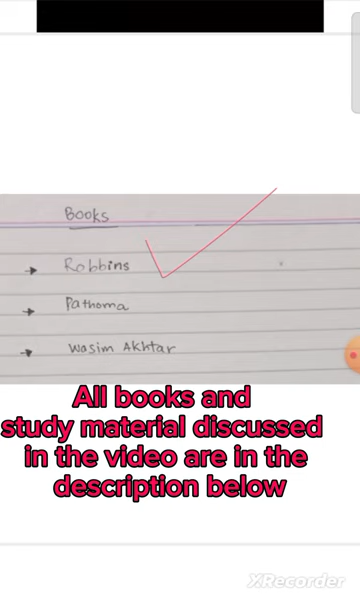 Books
→ Robbins
→ Pathoma
→ Wasim Akhtar
All books and
study material discussed
in the video are in the
description below
XRecorder